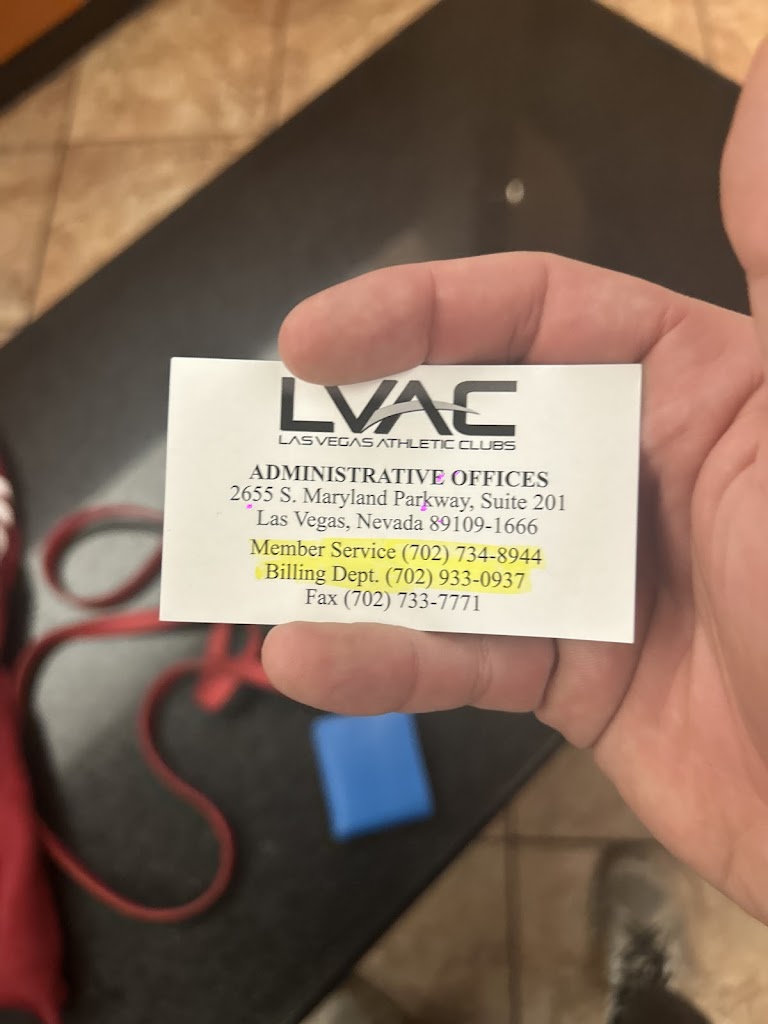 LVAC
LAS VEGAS ATHLETIC CLUBS
ADMINISTRATIVE OFFICES
2655 S. Maryland Parkway, Suite 201
Las Vegas, Nevada 89109-1666
Member Service (702) 734-8944
Billing Dept. (702) 933-0937
Fax (702) 733-7771